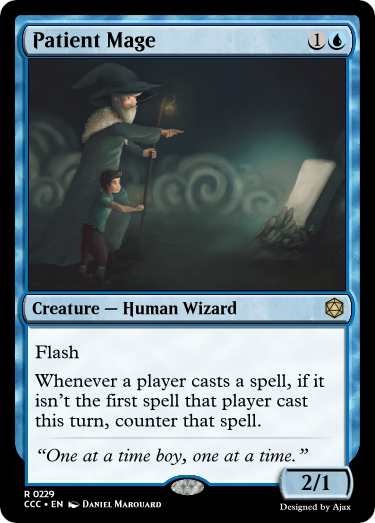 Patient Mage
1
Creature — Human Wizard
Flash
Whenever a player casts a spell, if it
isn't the first spell that player cast
this turn, counter that spell.
“One at a time boy, one at a time.”
2/1
R 0229
CCC • EN Daniel Marquard
Designed by Ajax